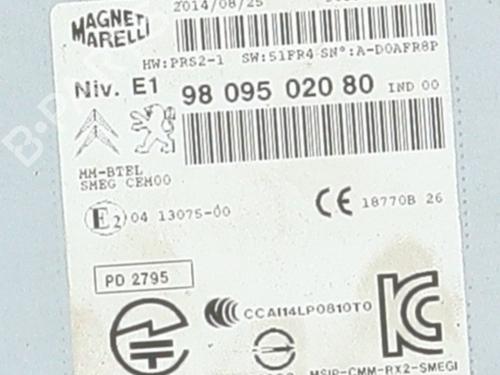 2014/08/25
MAGNETI
MARELLI
HW:PRS2-1 SW:51FR4 SN°:A-D0AFR8P
Niv. E1 98 095 020 80 IND 00
MM-BTEL
SMEG CEM00
E2 04 13075-00
CE 18770B 26
PD 2795
CCAI14LP0810T0
MSIP-CMM-RX2-SMEGI